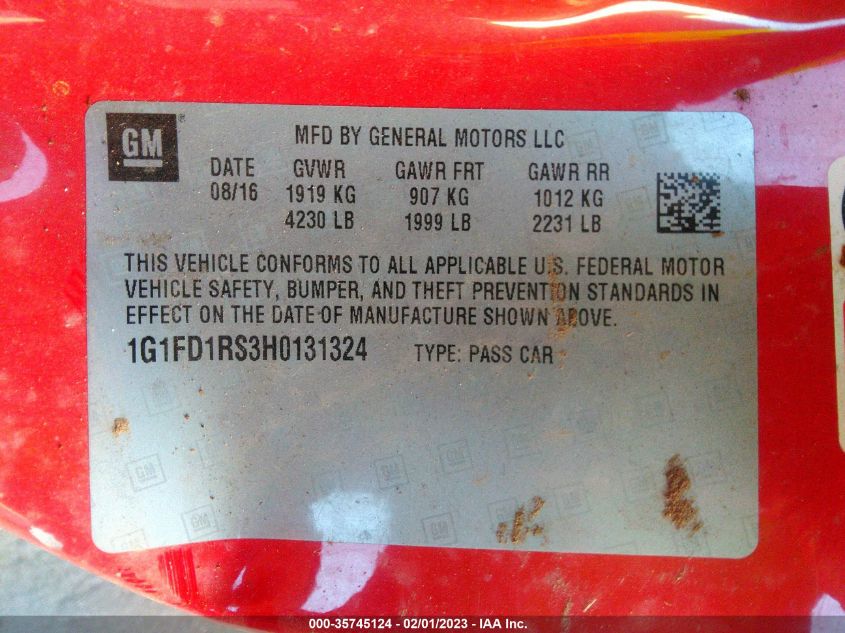 GM
MFD BY GENERAL MOTORS LLC
DATE GVWR GAWR FRT GAWR RR
08/16 1919 KG 907 KG 1012 KG
4230 LB 1999 LB 2231 LB
THIS VEHICLE CONFORMS TO ALL APPLICABLE U.S. FEDERAL MOTOR
VEHICLE SAFETY, BUMPER, AND THEFT PREVENTION STANDARDS IN
EFFECT ON THE DATE OF MANUFACTURE SHOWN ABOVE.
1G1FD1RS3H0131324 TYPE: PASS CAR
000-35745124 - 02/01/2023 - IAA Inc.